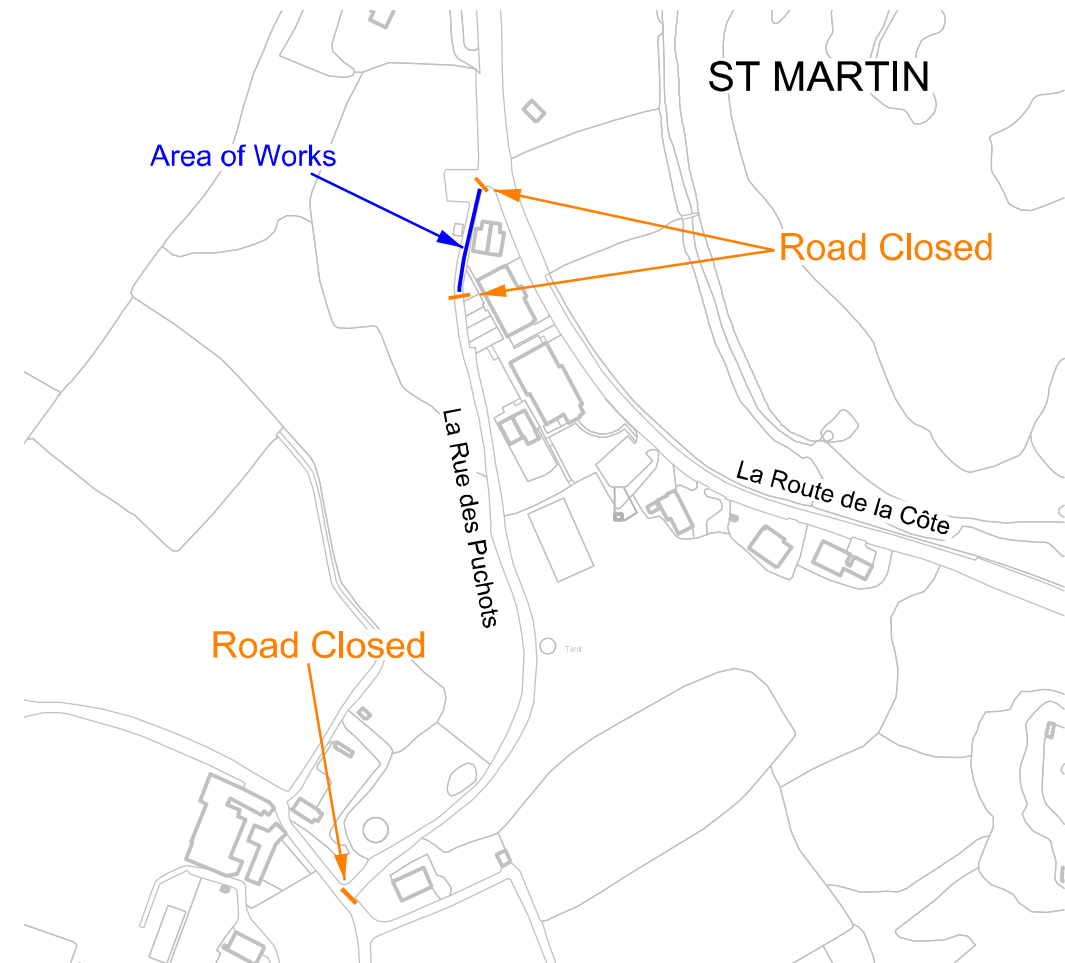 ST MARTIN
Area of Works
Road Closed
La Rue des Puchots
La Route de la Côte
Road Closed
Tank